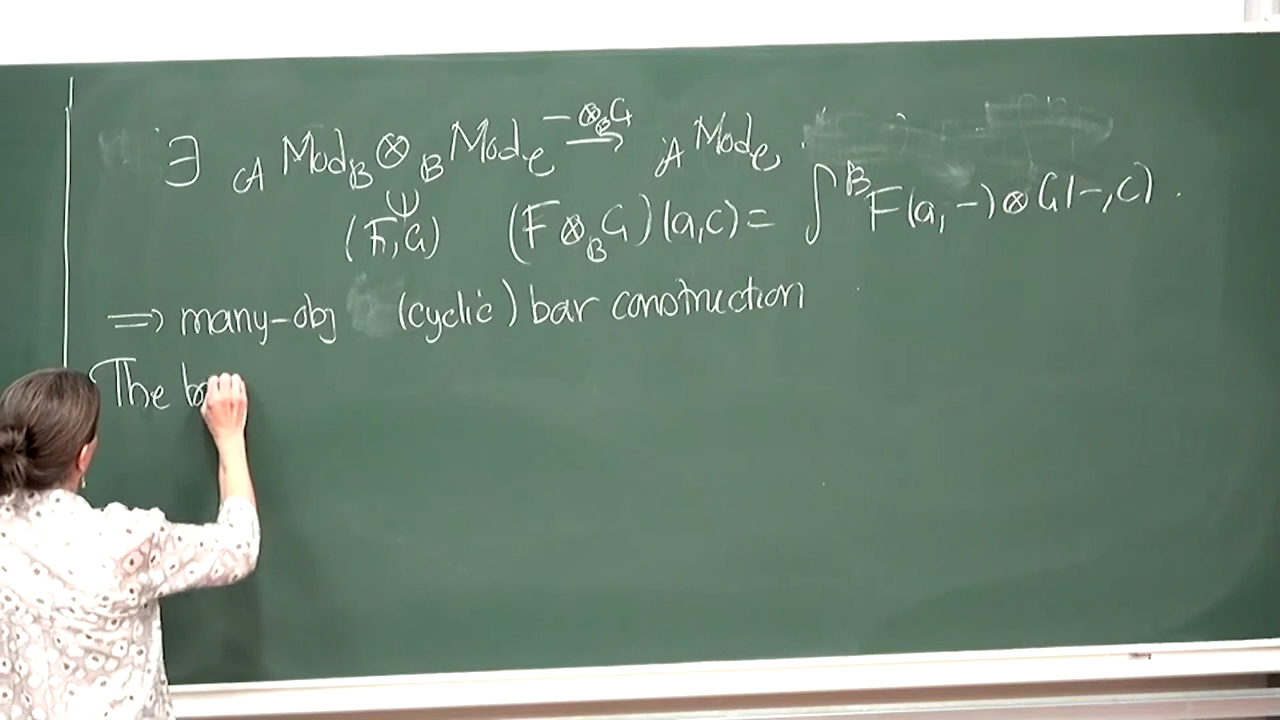 ∃ _A Mod_B ⊗ _B Mod_C —⊗_B G→ _A Mod_C .
Ψ
(F, G) (F ⊗_B G)(a,c) = ∫^B F(a,-) ⊗ G(-,c) .
⇒ many-obj (cyclic) bar construction
The b